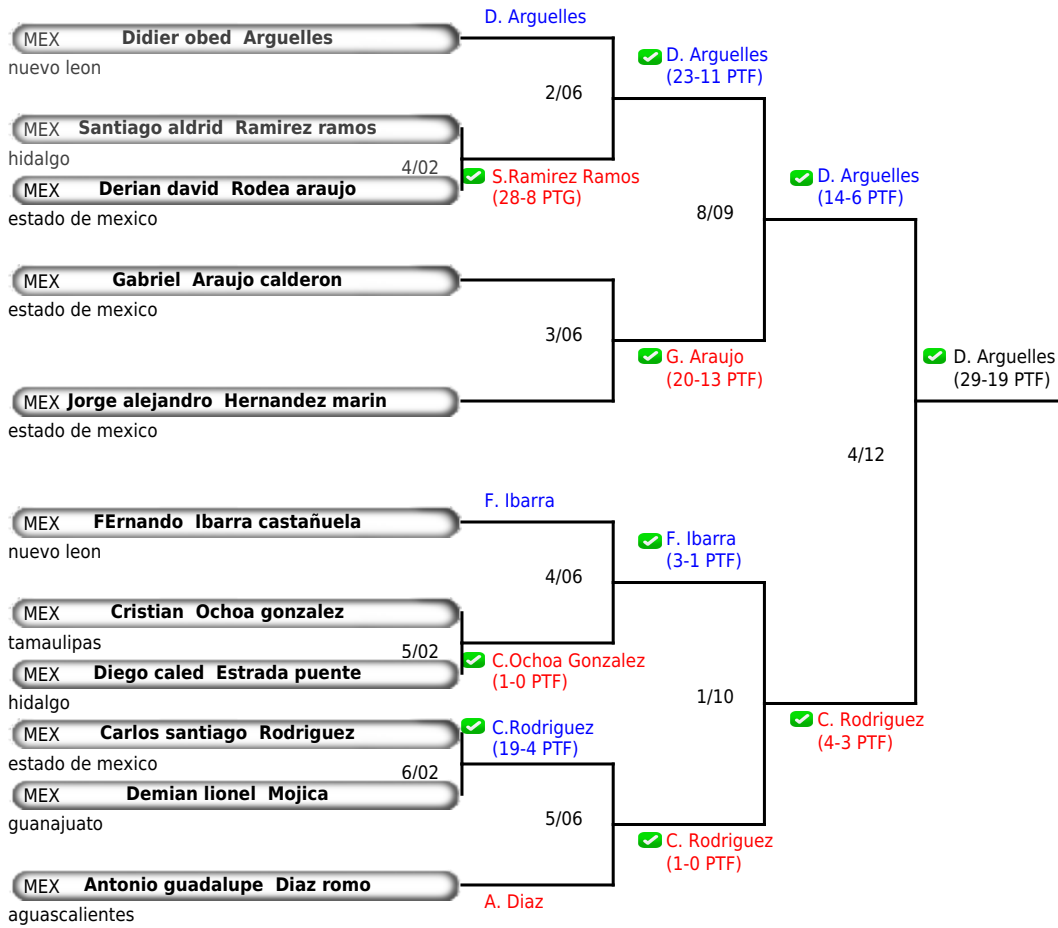 D. Arguelles
MEX Didier obed Arguelles
nuevo leon
D. Arguelles
(23-11 PTF)
2/06
MEX Santiago aldrid Ramirez ramos
hidalgo
4/02
S.Ramirez Ramos
(28-8 PTG)
MEX Derian david Rodea araujo
estado de mexico
D. Arguelles
(14-6 PTF)
8/09
MEX Gabriel Araujo calderon
estado de mexico
3/06
G. Araujo
(20-13 PTF)
D. Arguelles
(29-19 PTF)
MEX Jorge alejandro Hernandez marin
estado de mexico
4/12
F. Ibarra
MEX FErnando Ibarra castañuela
nuevo leon
F. Ibarra
(3-1 PTF)
4/06
MEX Cristian Ochoa gonzalez
tamaulipas
5/02
C.Ochoa Gonzalez
(1-0 PTF)
MEX Diego caled Estrada puente
hidalgo
1/10
C. Rodriguez
(4-3 PTF)
MEX Carlos santiago Rodriguez
estado de mexico
C.Rodriguez
(19-4 PTF)
6/02
MEX Demian lionel Mojica
guanajuato
5/06
C. Rodriguez
(1-0 PTF)
MEX Antonio guadalupe Diaz romo
aguascalientes
A. Diaz